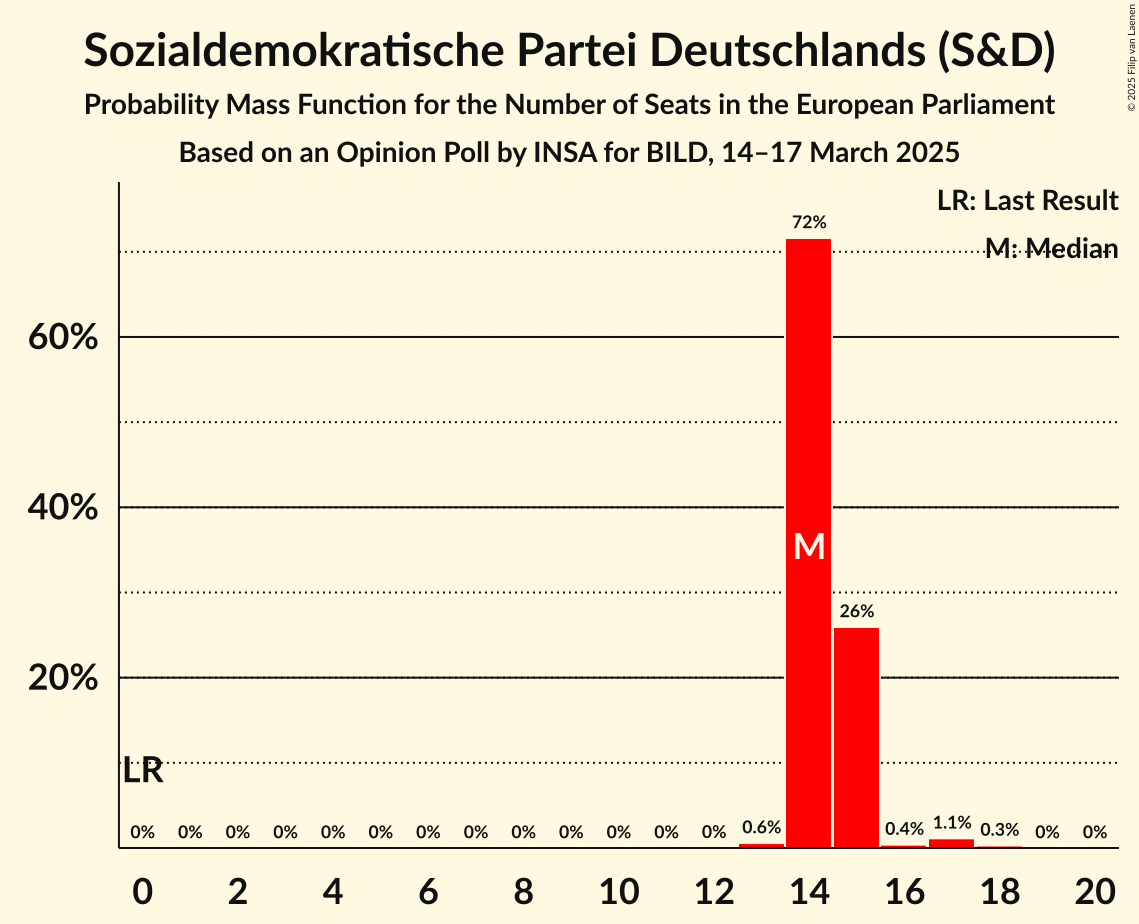 Sozialdemokratische Partei Deutschlands (S&D)
Probability Mass Function for the Number of Seats in the European Parliament
Based on an Opinion Poll by INSA for BILD, 14–17 March 2025
© 2025 Filip van Laenen
LR: Last Result
M: Median
72%
60%
40%
M
26%
20%
LR
0% 0% 0% 0% 0% 0% 0% 0% 0% 0% 0% 0% 0% 0.6% 0.4% 1.1% 0.3% 0% 0%
0 2 4 6 8 10 12 14 16 18 20